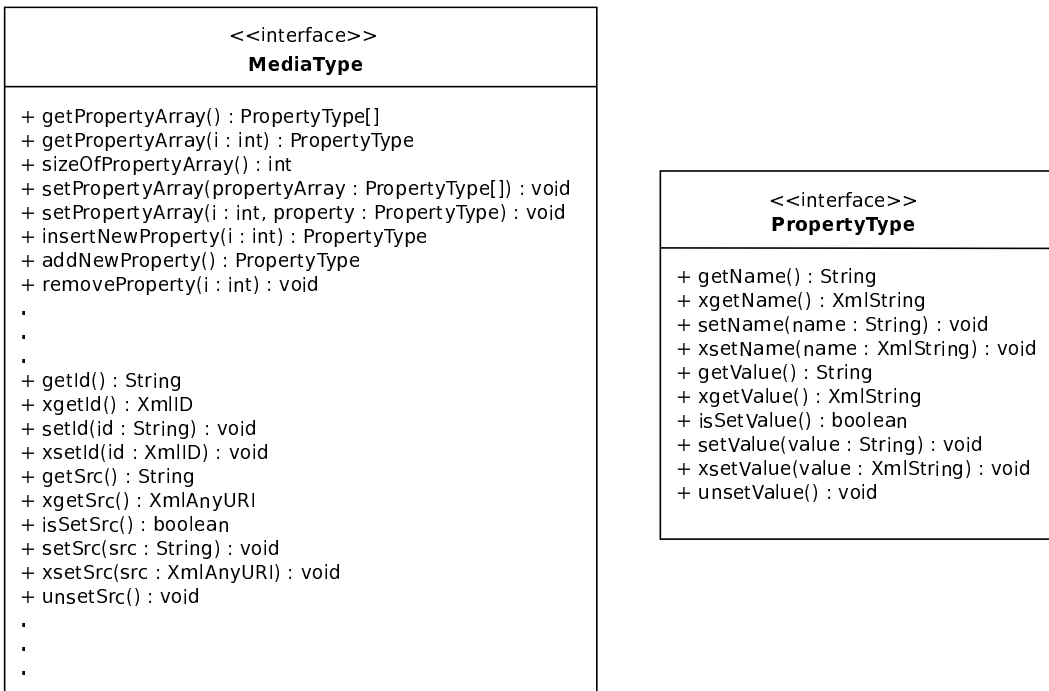 <<interface>>
MediaType
+ getPropertyArray() : PropertyType[]
+ getPropertyArray(i : int) : PropertyType
+ sizeOfPropertyArray() : int
+ setPropertyArray(propertyArray : PropertyType[]) : void
+ setPropertyArray(i : int, property : PropertyType) : void
+ insertNewProperty(i : int) : PropertyType
+ addNewProperty() : PropertyType
+ removeProperty(i : int) : void
.
.
.
+ getId() : String
+ xgetId() : XmlID
+ setId(id : String) : void
+ xsetId(id : XmlID) : void
+ getSrc() : String
+ xgetSrc() : XmlAnyURI
+ isSetSrc() : boolean
+ setSrc(src : String) : void
+ xsetSrc(src : XmlAnyURI) : void
+ unsetSrc() : void
.
.
.
<<interface>>
PropertyType
+ getName() : String
+ xgetName() : XmlString
+ setName(name : String) : void
+ xsetName(name : XmlString) : void
+ getValue() : String
+ xgetValue() : XmlString
+ isSetValue() : boolean
+ setValue(value : String) : void
+ xsetValue(value : XmlString) : void
+ unsetValue() : void